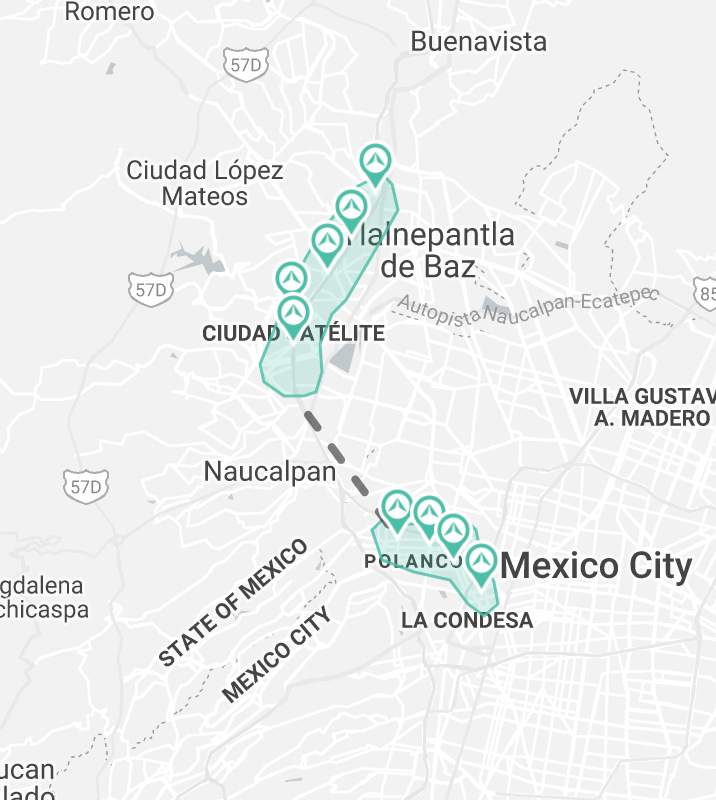 Romero
Buenavista
57D
Ciudad López
Mateos
Tlalnepantla
de Baz
57D
85
Autopista Naucalpan-Ecatepec
CIUDAD SATÉLITE
VILLA GUSTAV
A. MADERO
Naucalpan
57D
POLANCO
Mexico City
gdalena
chicaspa
STATE OF MEXICO
MEXICO CITY
LA CONDESA
ucan
lado